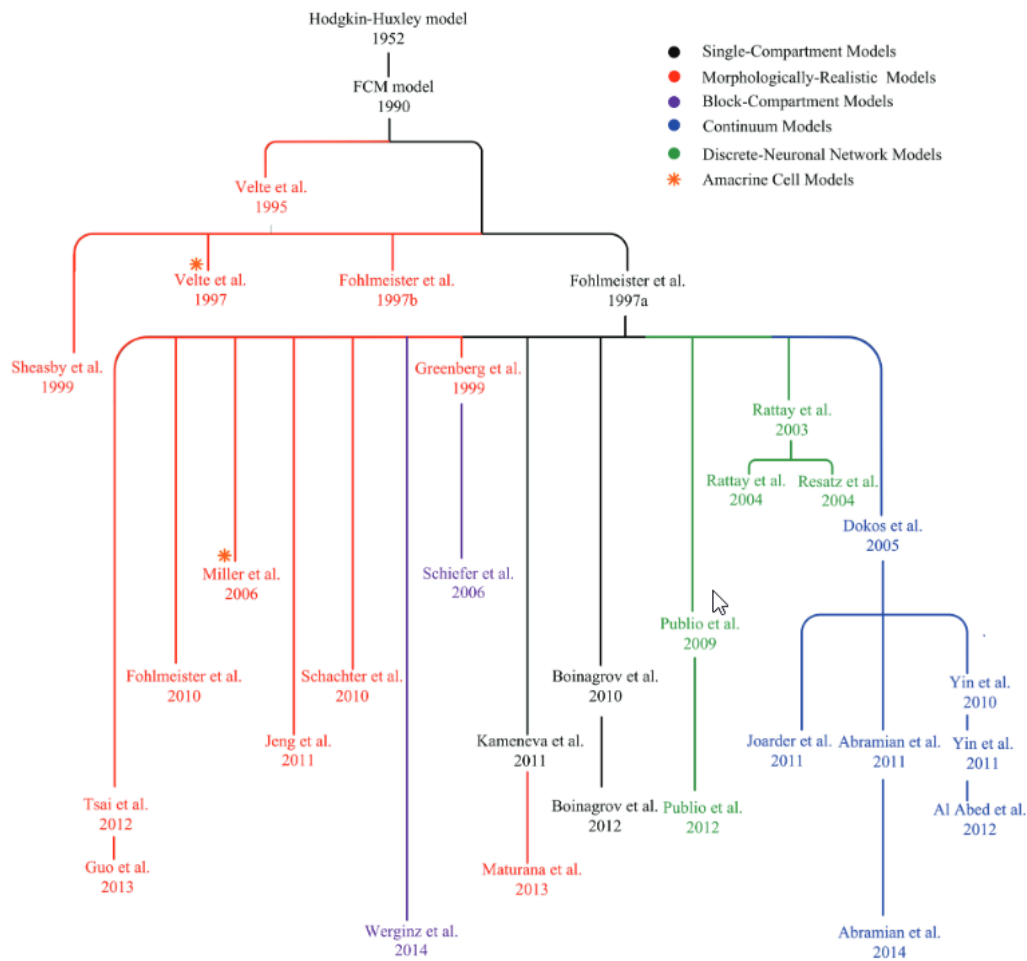 Hodgkin-Huxley model
1952
FCM model
1990
Single-Compartment Models
Morphologically-Realistic Models
Block-Compartment Models
Continuum Models
Discrete-Neuronal Network Models
Amacrine Cell Models
Velte et al.
1995
Velte et al.
1997
Fohlmeister et al.
1997b
Fohlmeister et al.
1997a
Sheasby et al.
1999
Greenberg et al.
1999
Rattay et al.
2003
Rattay et al.
2004
Resatz et al.
2004
Dokos et al.
2005
Miller et al.
2006
Schiefer et al.
2006
Publio et al.
2009
Fohlmeister et al.
2010
Schachter et al.
2010
Boinagrov et al.
2010
Yin et al.
2010
Jeng et al.
2011
Kameneva et al.
2011
Joarder et al.
2011
Abramian et al.
2011
Yin et al.
2011
Tsai et al.
2012
Boinagrov et al.
2012
Publio et al.
2012
Al Abed et al.
2012
Guo et al.
2013
Maturana et al.
2013
Werginz et al.
2014
Abramian et al.
2014